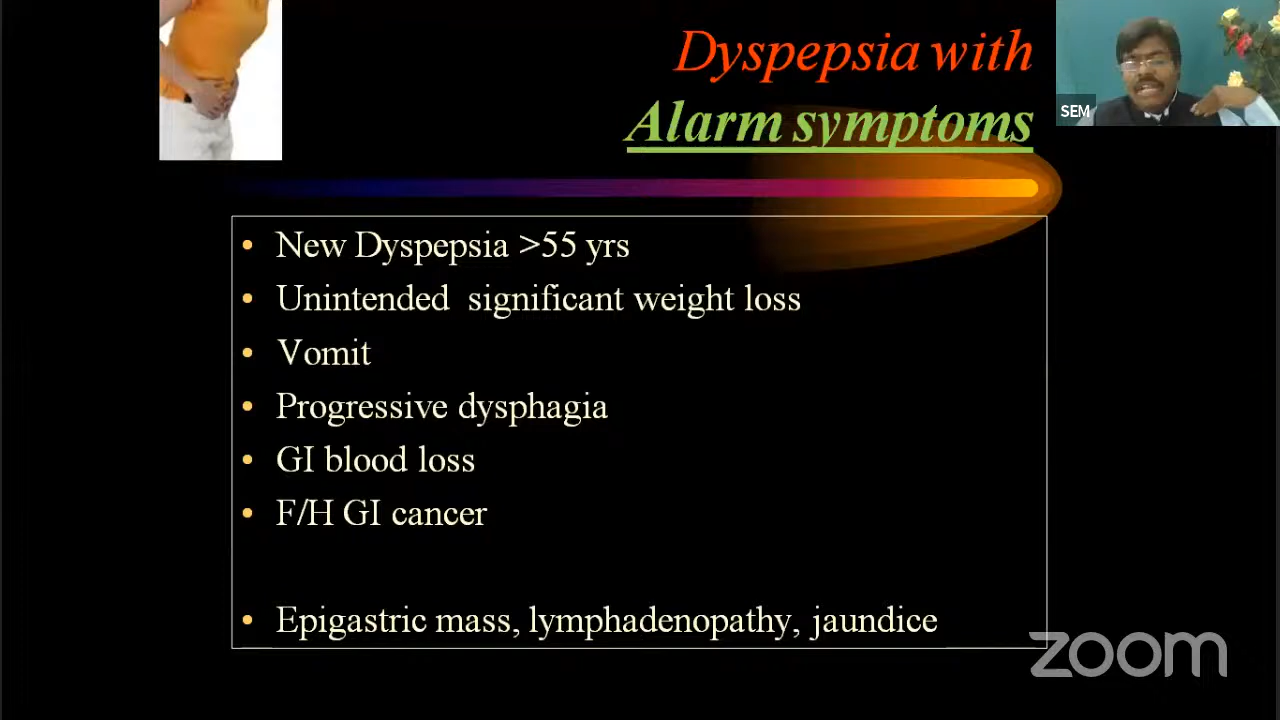 Dyspepsia with
Alarm symptoms
SEM
• New Dyspepsia >55 yrs
• Unintended significant weight loss
• Vomit
• Progressive dysphagia
• GI blood loss
• F/H GI cancer
• Epigastric mass, lymphadenopathy, jaundice
zoom